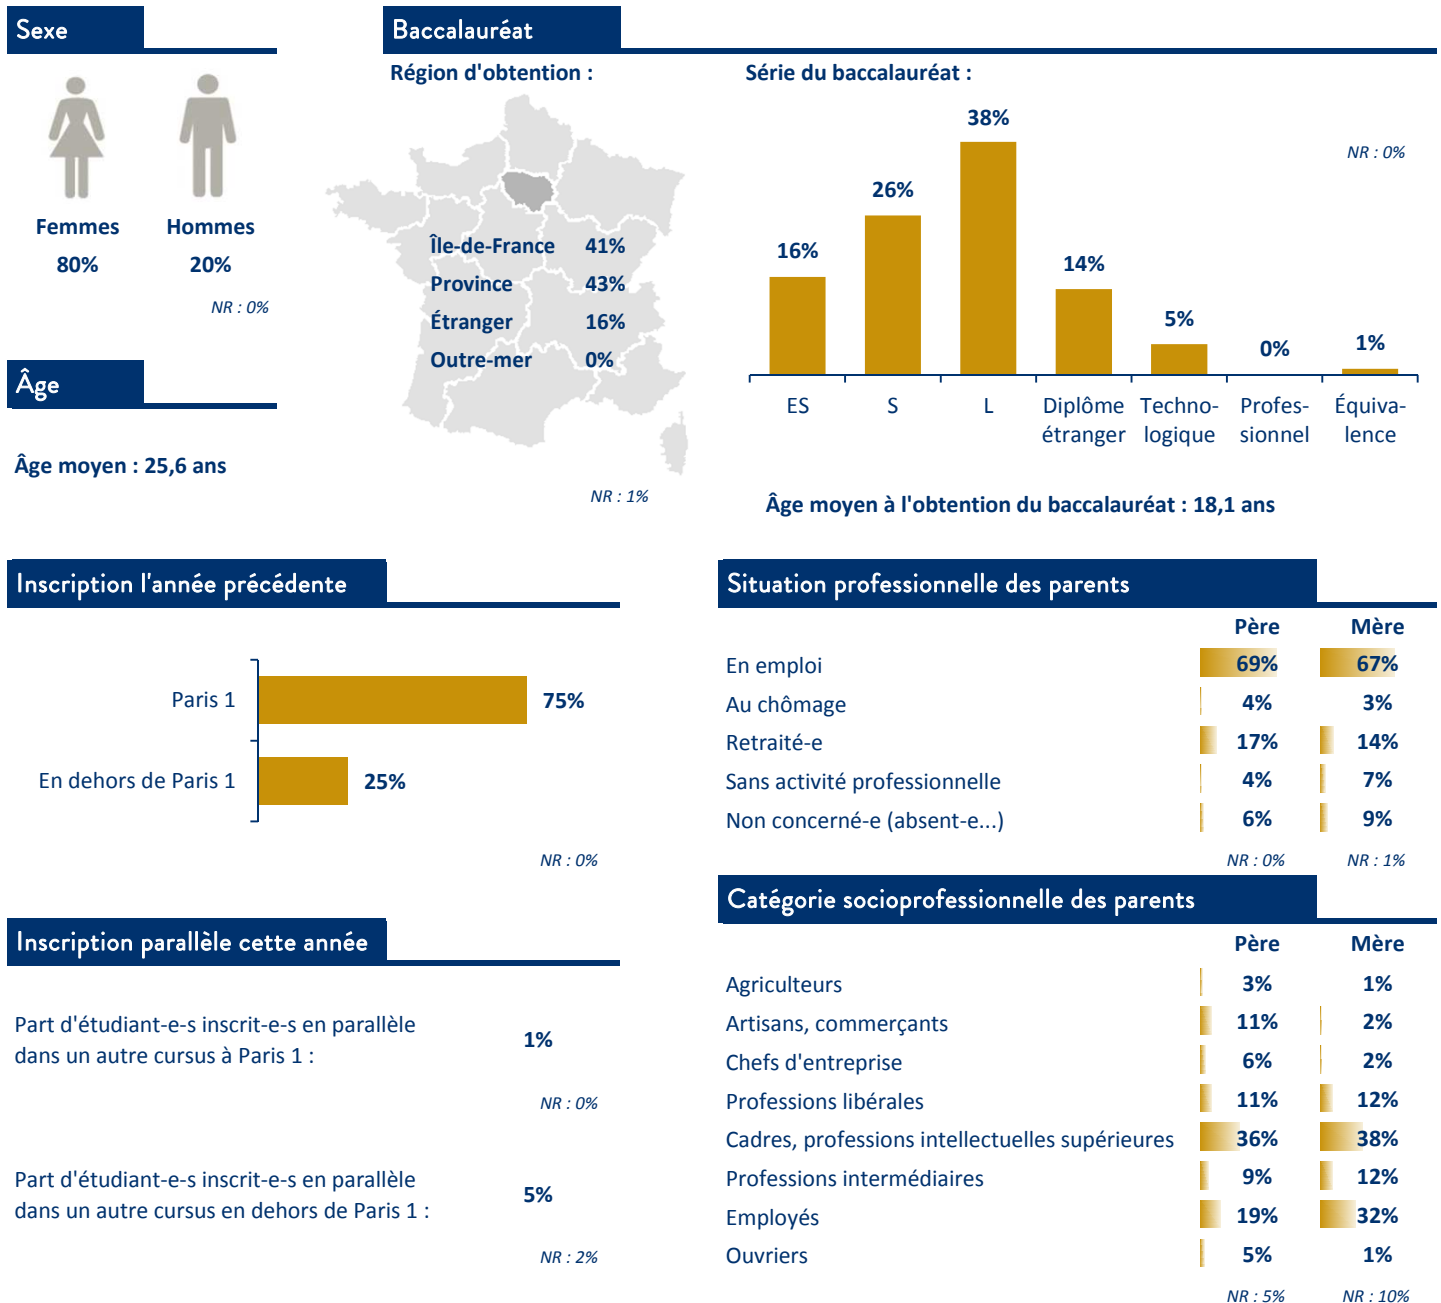 Sexe
Femmes Hommes
80% 20%
NR : 0%
Âge
Âge moyen : 25,6 ans
Baccalauréat
Région d'obtention :
Île-de-France 41%
Province 43%
Étranger 16%
Outre-mer 0%
NR : 1%
Série du baccalauréat :
NR : 0%
16% 26% 38% 14% 5% 0% 1%
ES S L Diplôme Techno- Profes- Équiva-
étranger logique sionnel lence
Âge moyen à l'obtention du baccalauréat : 18,1 ans
Inscription l'année précédente
Paris 1 75%
En dehors de Paris 1 25%
NR : 0%
Inscription parallèle cette année
Part d'étudiant-e-s inscrit-e-s en parallèle
dans un autre cursus à Paris 1 :
1%
NR : 0%
Part d'étudiant-e-s inscrit-e-s en parallèle
dans un autre cursus en dehors de Paris 1 :
5%
NR : 2%
Situation professionnelle des parents
Père Mère
En emploi 69% 67%
Au chômage 4% 3%
Retraité-e 17% 14%
Sans activité professionnelle 4% 7%
Non concerné-e (absent-e...) 6% 9%
NR : 0% NR : 1%
Catégorie socioprofessionnelle des parents
Père Mère
Agriculteurs 3% 1%
Artisans, commerçants 11% 2%
Chefs d'entreprise 6% 2%
Professions libérales 11% 12%
Cadres, professions intellectuelles supérieures 36% 38%
Professions intermédiaires 9% 12%
Employés 19% 32%
Ouvriers 5% 1%
NR : 5% NR : 10%